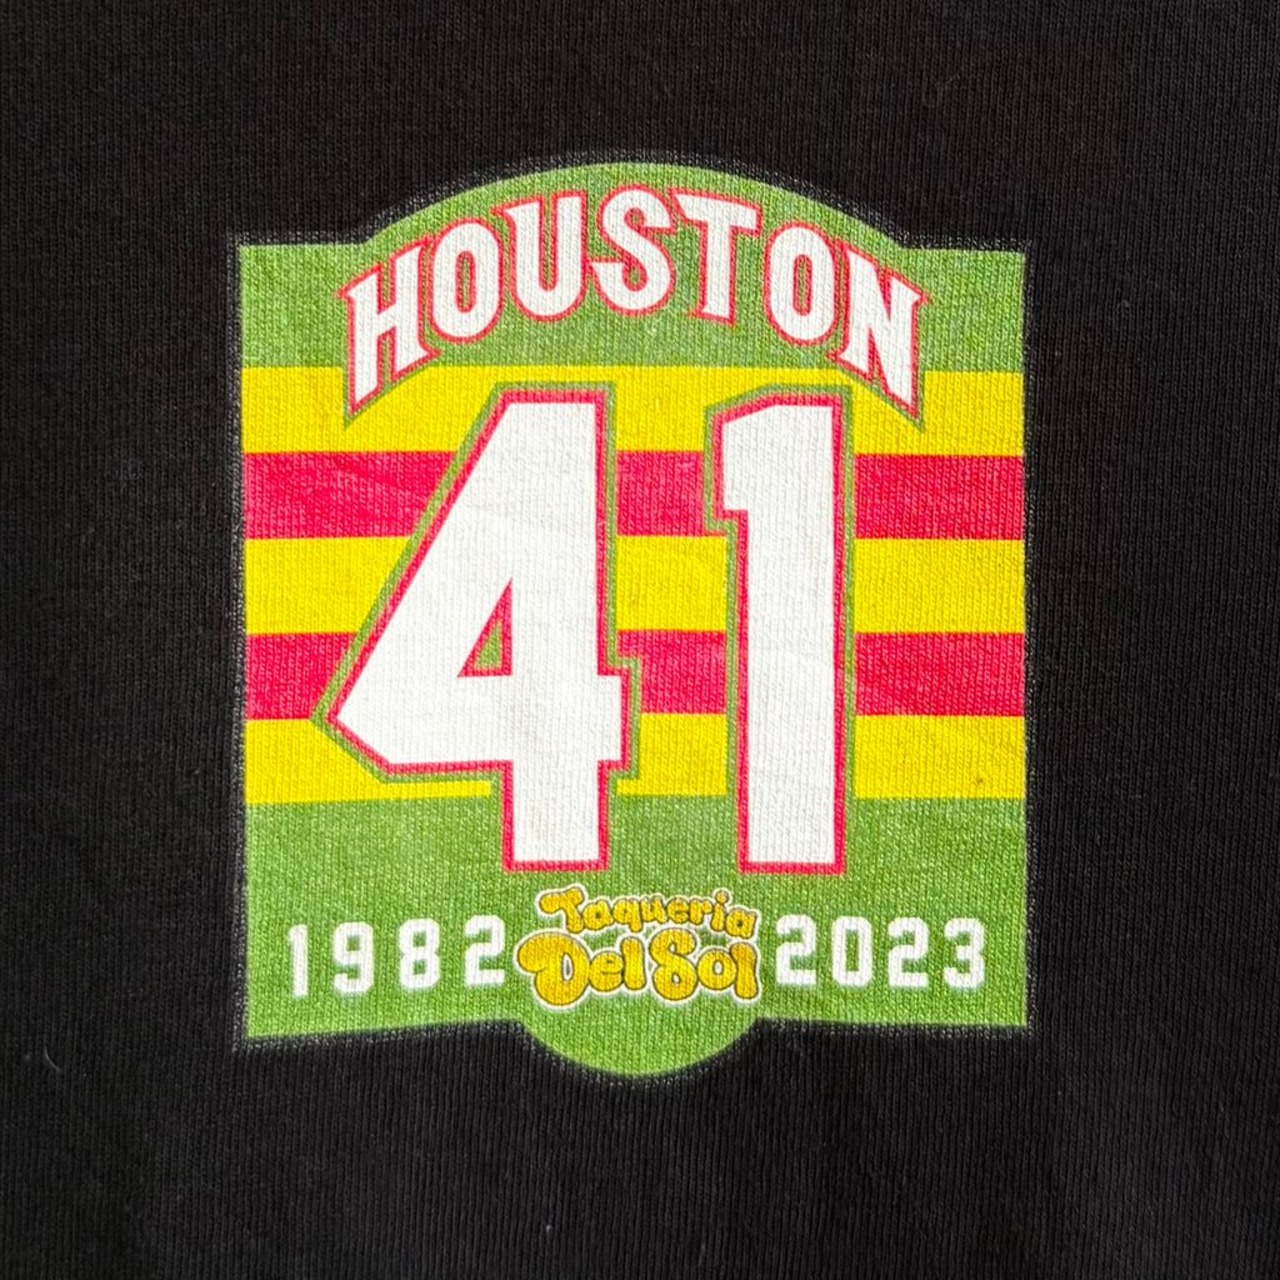 HOUSTON
41
1982 Taqueria Del Sol 2023